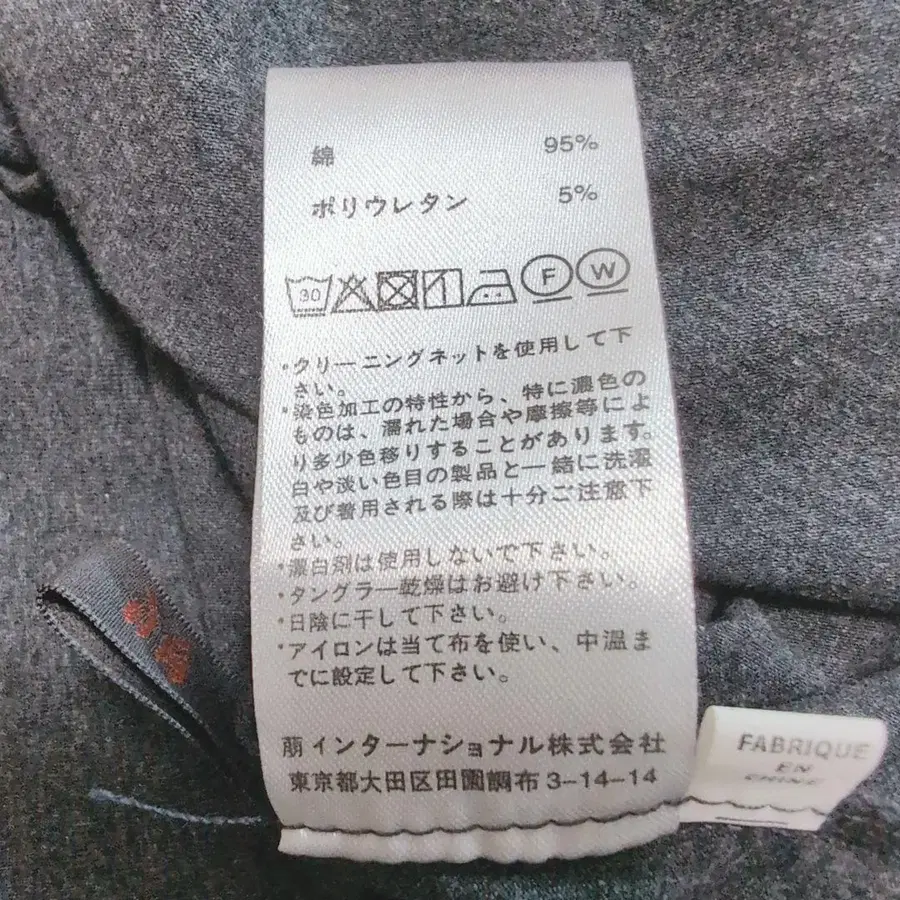 綿 95%
ポリウレタン 5%
30
F W
*クリーニングネットを使用して下
さい。
*染色加工の特性から、特に濃色の
ものは、濡れた場合や摩擦等によ
り多少色移りすることがあります。
白や淡い色目の製品と一緒に洗濯
及び着用される際は十分ご注意下
さい。
*漂白剤は使用しないで下さい。
*タングラー乾燥はお避け下さい。
*日陰に干して下さい。
*アイロンは当て布を使い、中温ま
でに設定して下さい。
萠インターナショナル株式会社
東京都大田区田園調布 3-14-14
FABRIQUE
EN
CHINE